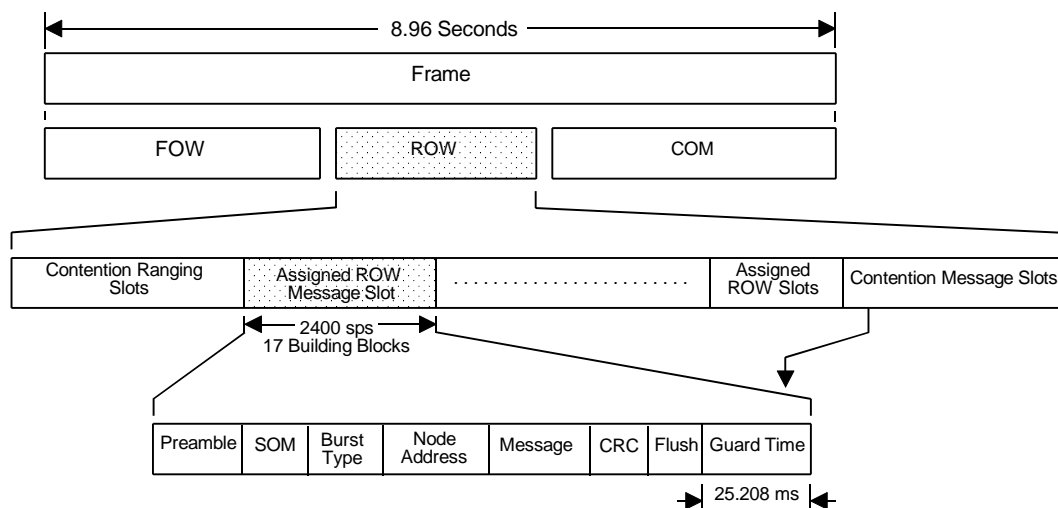 8.96 Seconds
Frame
FOW
ROW
COM
Contention Ranging
Slots
Assigned ROW
Message Slot
Assigned
ROW Slots
Contention Message Slots
2400 sps
17 Building Blocks
Preamble
SOM
Burst
Type
Node
Address
Message
CRC
Flush
Guard Time
25.208 ms